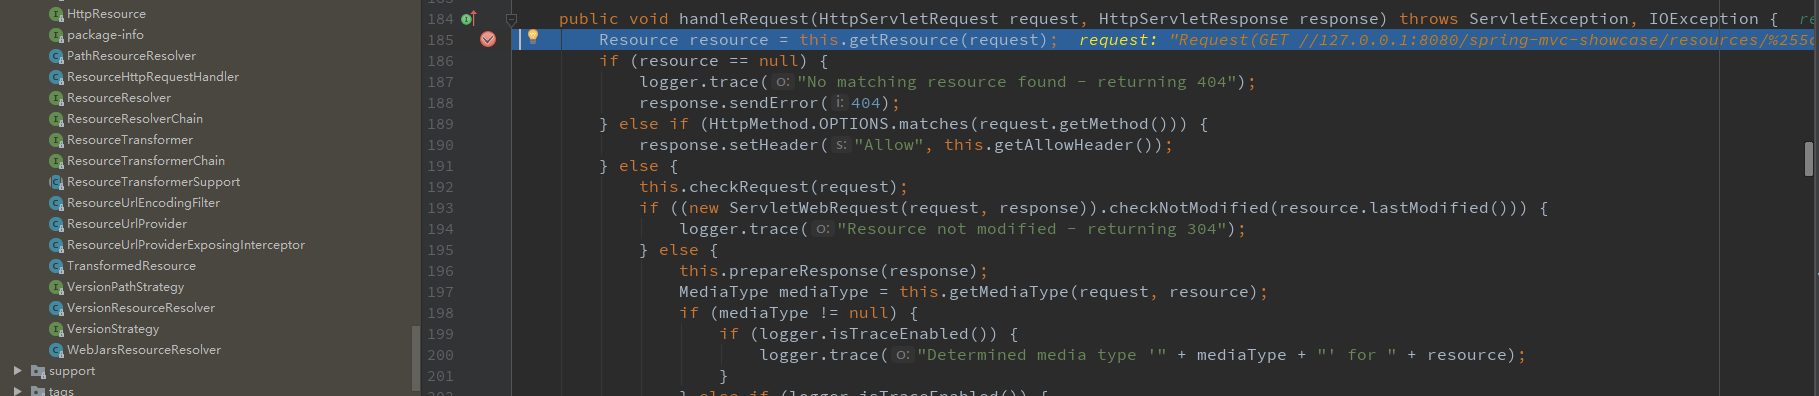 HttpResource
package-info
PathResourceResolver
ResourceHttpRequestHandler
ResourceResolver
ResourceResolverChain
ResourceTransformer
ResourceTransformerChain
ResourceTransformerSupport
ResourceUrlEncodingFilter
ResourceUrlProvider
ResourceUrlProviderExposingInterceptor
TransformedResource
VersionPathStrategy
VersionResourceResolver
VersionStrategy
WebJarsResourceResolver
support
tags
184 public void handleRequest(HttpServletRequest request, HttpServletResponse response) throws ServletException, IOException { re
185 Resource resource = this.getResource(request); request: "Request(GET //127.0.0.1:8080/spring-mvc-showcase/resources/%255c
186 if (resource == null) {
187 logger.trace( o: "No matching resource found - returning 404");
188 response.sendError( i: 404);
189 } else if (HttpMethod.OPTIONS.matches(request.getMethod())) {
190 response.setHeader( s: "Allow", this.getAllowHeader());
191 } else {
192 this.checkRequest(request);
193 if ((new ServletWebRequest(request, response)).checkNotModified(resource.lastModified())) {
194 logger.trace( o: "Resource not modified - returning 304");
195 } else {
196 this.prepareResponse(response);
197 MediaType mediaType = this.getMediaType(request, resource);
198 if (mediaType != null) {
199 if (logger.isTraceEnabled()) {
200 logger.trace( o: "Determined media type '" + mediaType + "' for " + resource);
201 }
} else if (logger.isTraceEnabled()) {